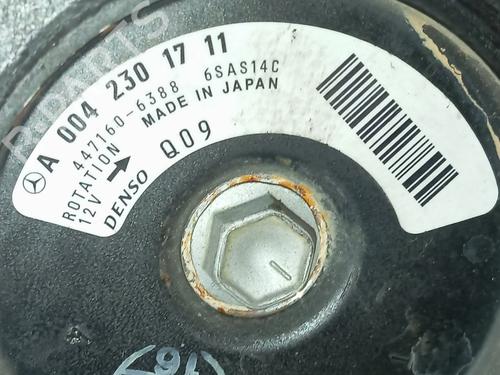 A 004 230 17 11
447160-6388 6SAS14C
ROTATION → MADE IN JAPAN
12V DENSO Q09